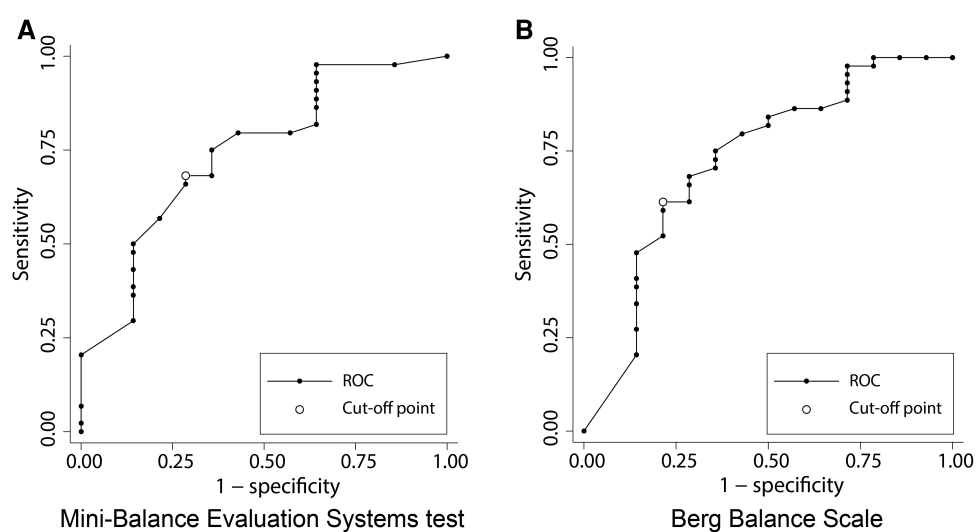 A
1.00
0.75
0.50
0.25
0.00
Sensitivity
ROC
Cut-off point
0.00 0.25 0.50 0.75 1.00
1 – specificity
Mini-Balance Evaluation Systems test
B
1.00
0.75
0.50
0.25
0.00
Sensitivity
ROC
Cut-off point
0.00 0.25 0.50 0.75 1.00
1 – specificity
Berg Balance Scale